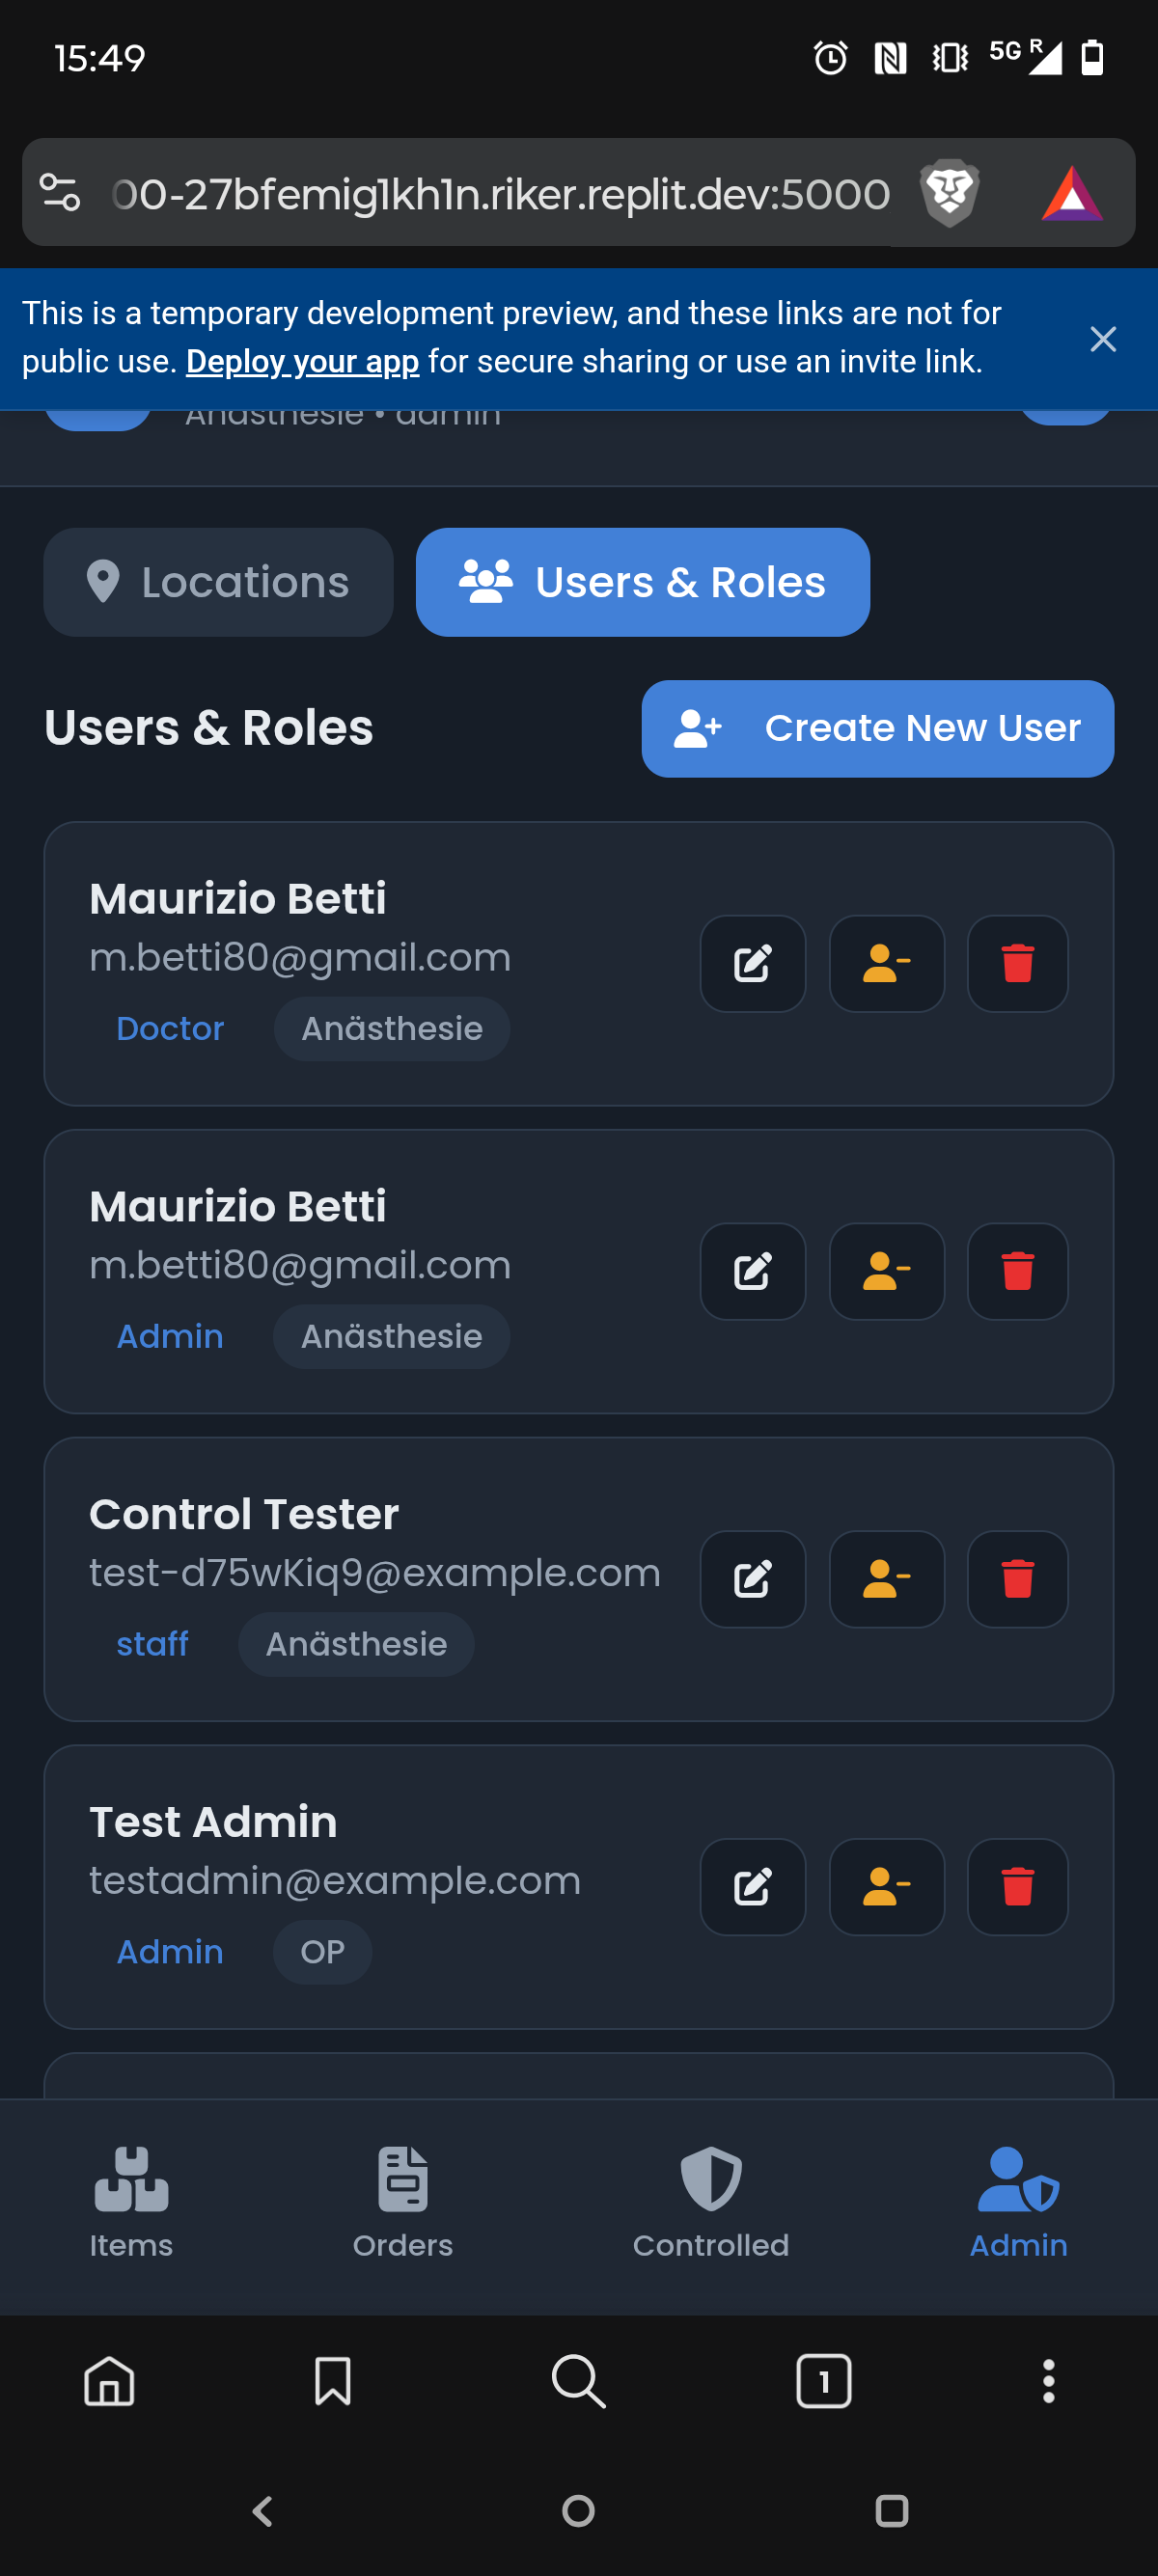 15:49
5G R
00-27bfemig1kh1n.riker.replit.dev:5000
This is a temporary development preview, and these links are not for
public use. Deploy your app for secure sharing or use an invite link.
Anästhesie • admin
Locations
Users & Roles
Users & Roles
Create New User
Maurizio Betti
m.betti80@gmail.com
Doctor
Anästhesie
Maurizio Betti
m.betti80@gmail.com
Admin
Anästhesie
Control Tester
test-d75wKiq9@example.com
staff
Anästhesie
Test Admin
testadmin@example.com
Admin
OP
Items
Orders
Controlled
Admin
1